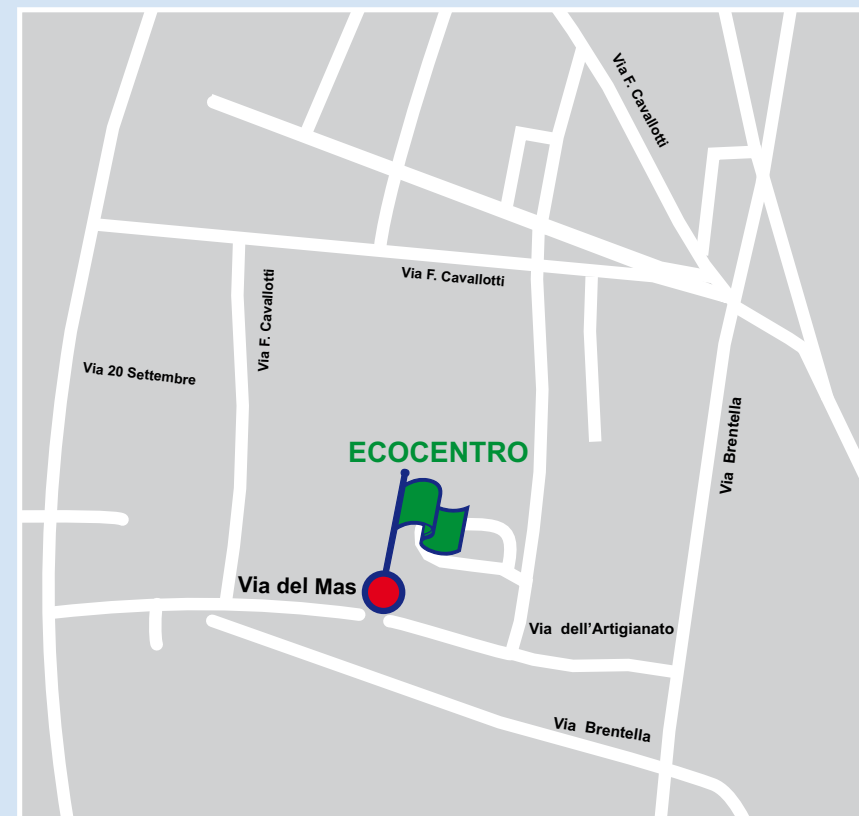 Via F. Cavallotti
Via F. Cavallotti
Via F. Cavallotti
Via 20 Settembre
Via  Brentella
ECOCENTRO
Via del Mas
Via  dell’Artigianato
Via  Brentella